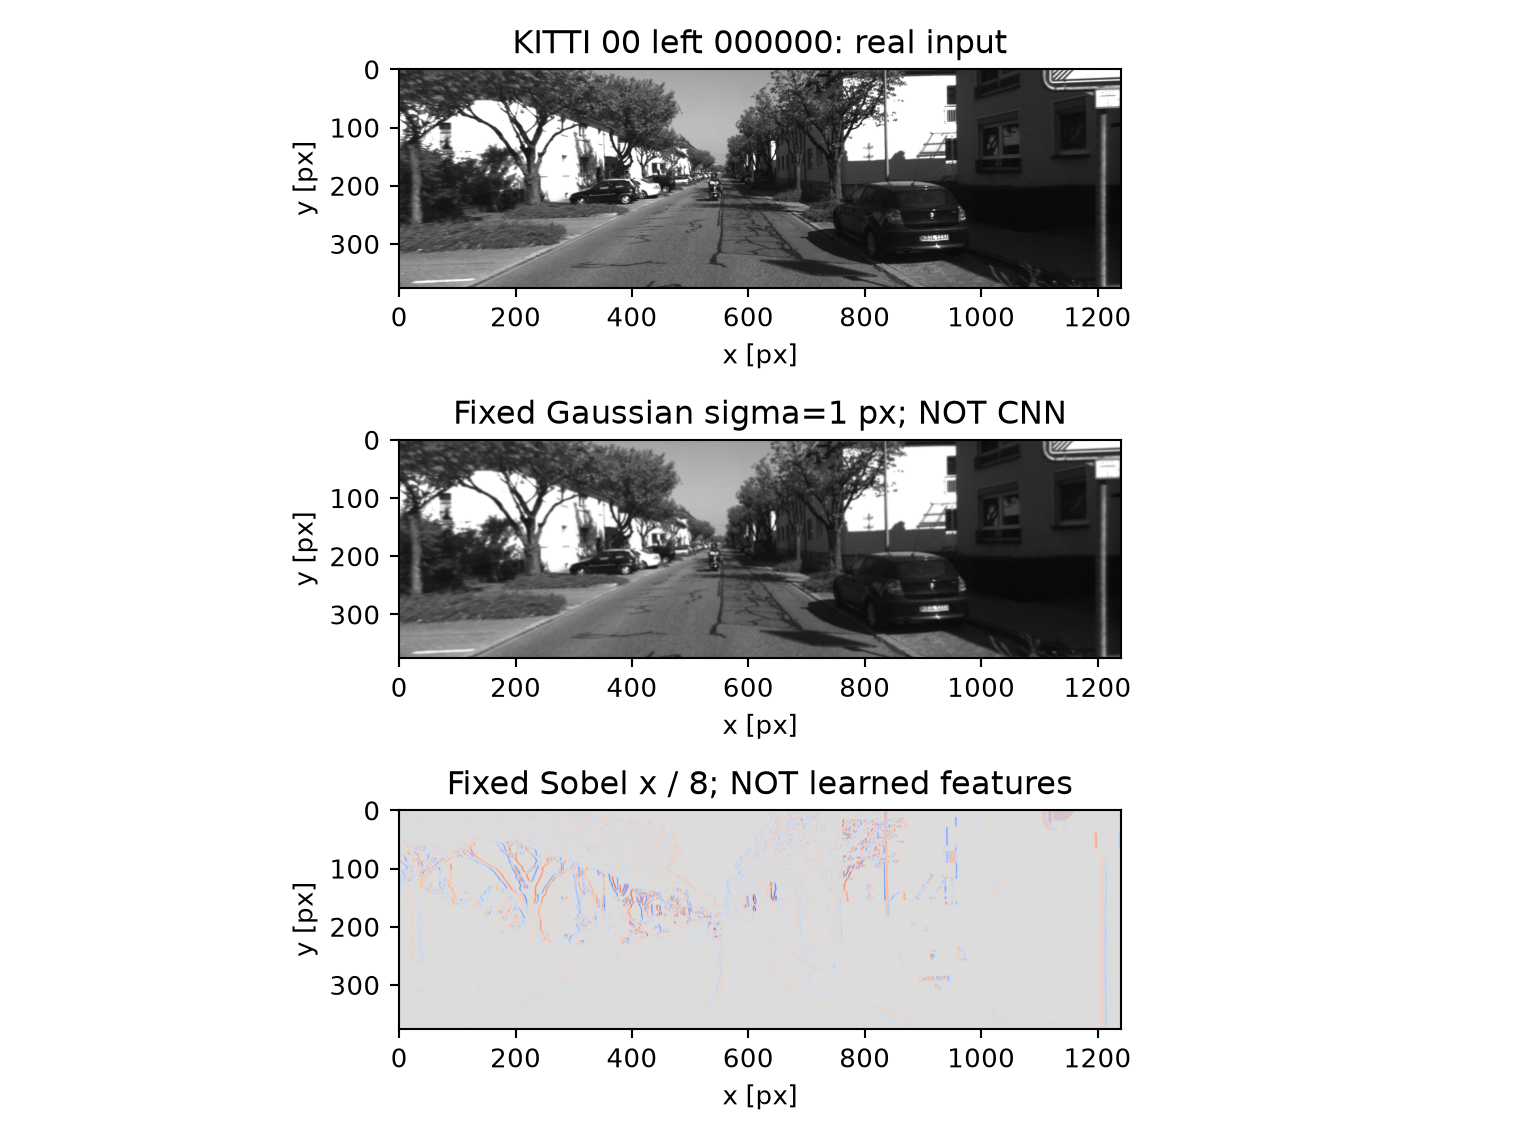 KITTI 00 left 000000: real input
0
100
200
300
y [px]
0 200 400 600 800 1000 1200
x [px]
Fixed Gaussian sigma=1 px; NOT CNN
0
100
200
300
y [px]
0 200 400 600 800 1000 1200
x [px]
Fixed Sobel x / 8; NOT learned features
0
100
200
300
y [px]
0 200 400 600 800 1000 1200
x [px]